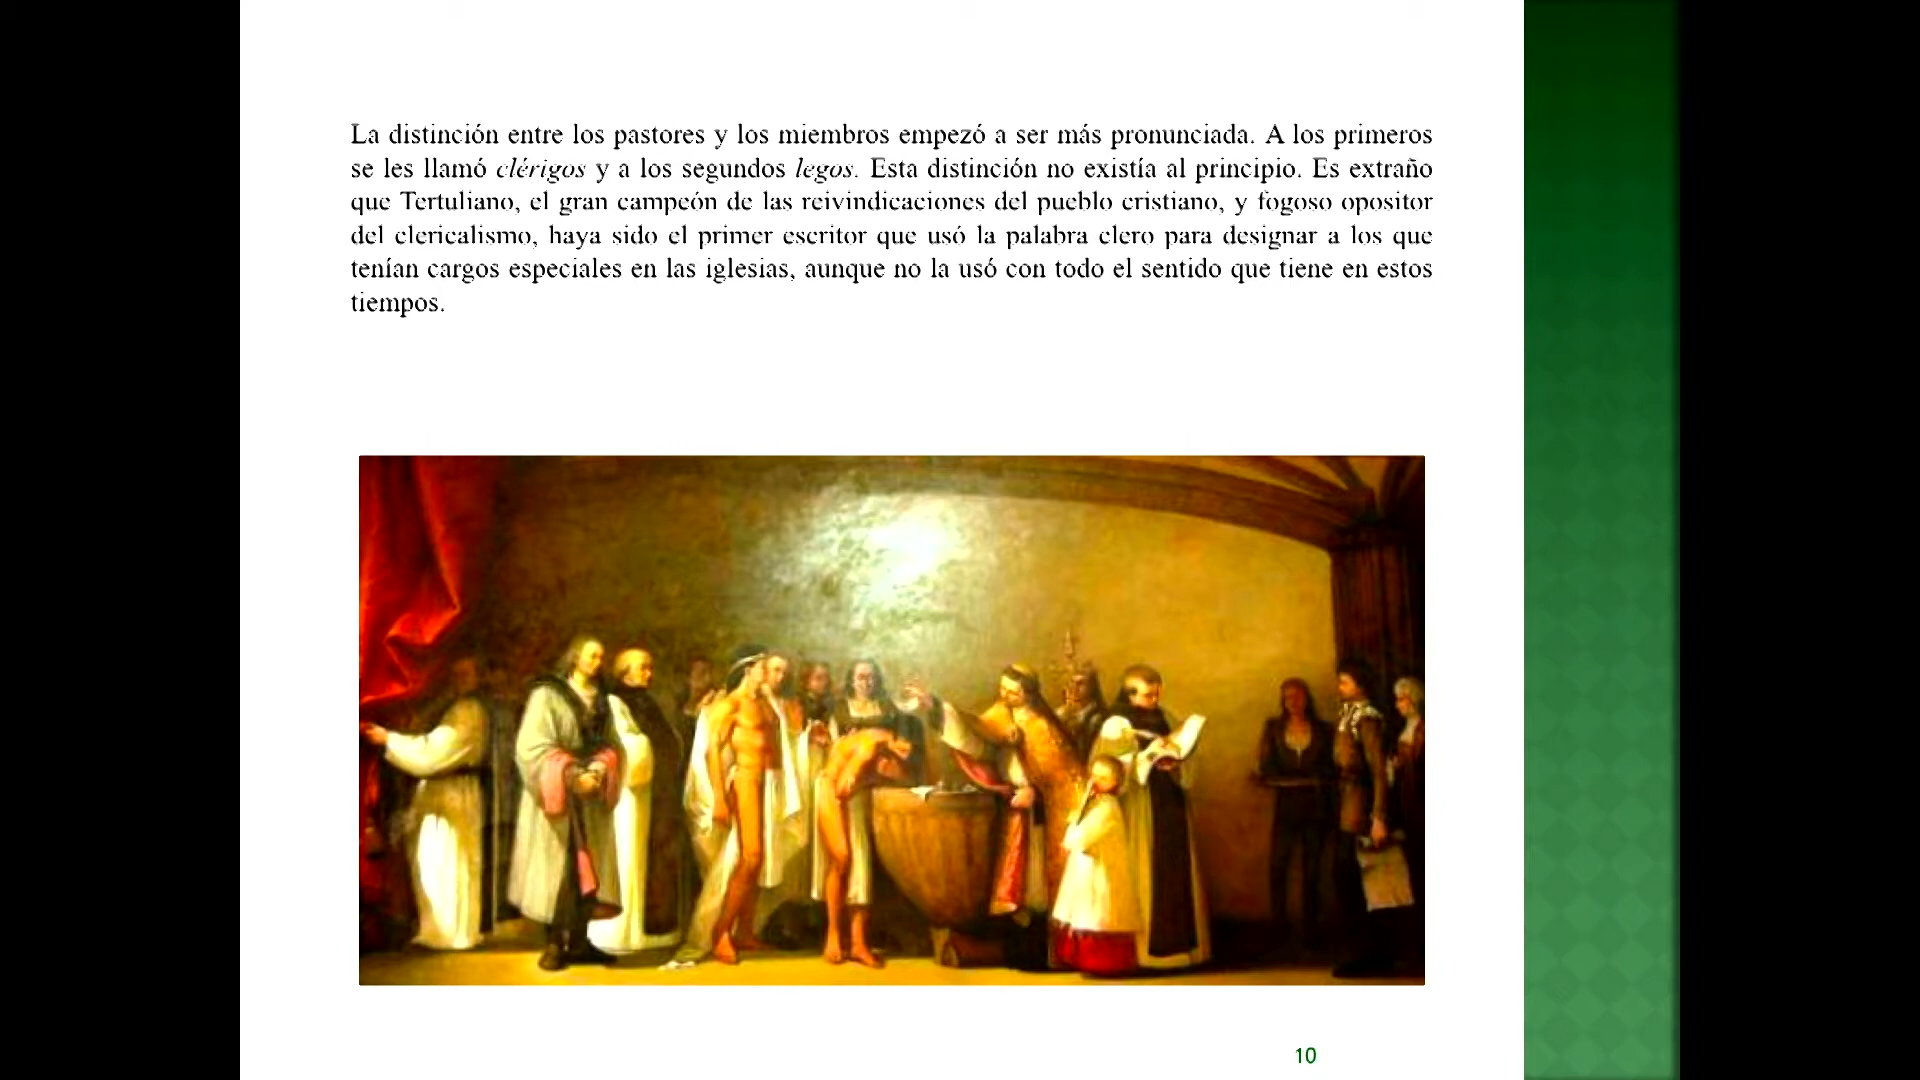 La distinción entre los pastores y los miembros empezó a ser más pronunciada. A los primeros
se les llamó clérigos y a los segundos legos. Esta distinción no existía al principio. Es extraño
que Tertuliano, el gran campeón de las reivindicaciones del pueblo cristiano, y fogoso opositor
del clericalismo, haya sido el primer escritor que usó la palabra clero para designar a los que
tenían cargos especiales en las iglesias, aunque no la usó con todo el sentido que tiene en estos
tiempos.
10